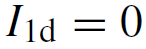 I_{1d} = 0